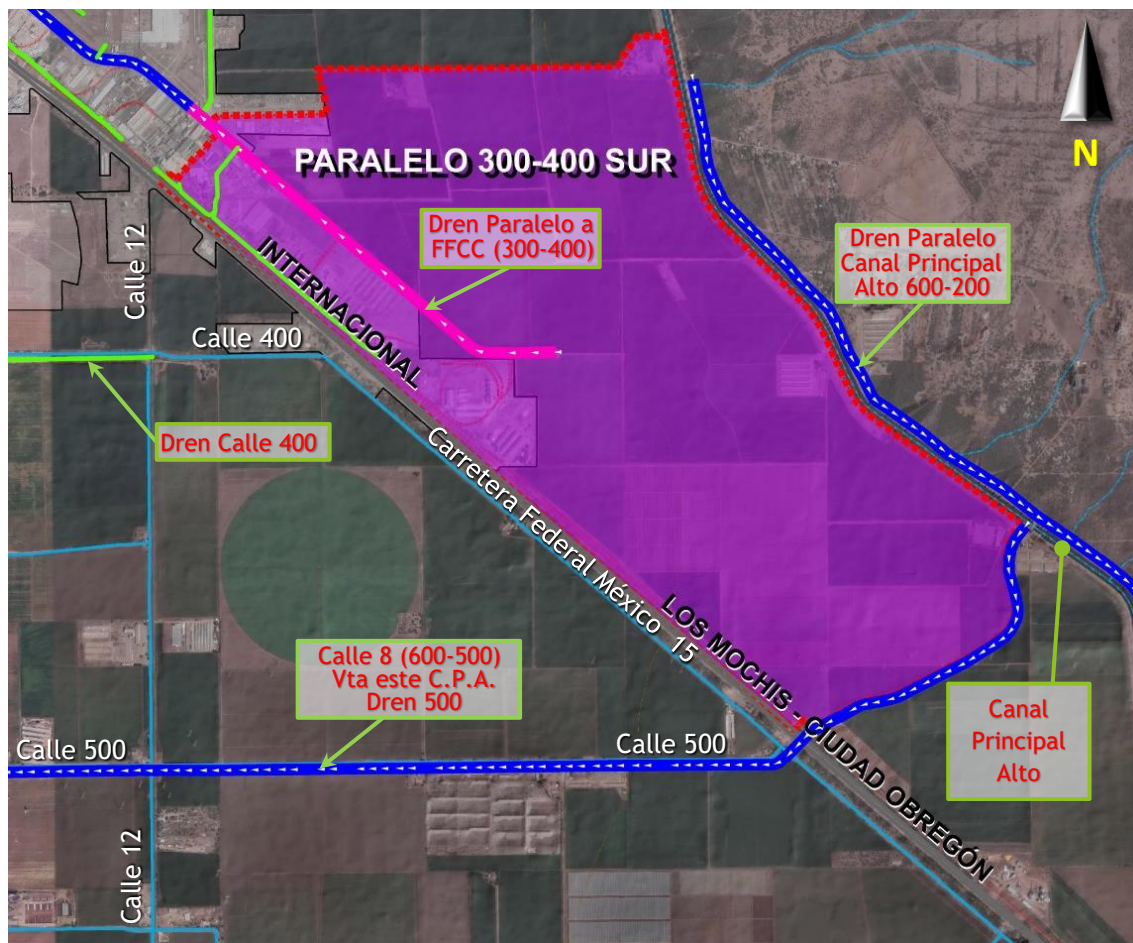 N
PARALELO 300-400 SUR
Dren Paralelo a
FFCC (300-400)
Dren Paralelo
Canal Principal
Alto 600-200
Calle 12
INTERNACIONAL
Calle 400
Dren Calle 400
Carretera Federal México 15
LOS MOCHIS - CIUDAD OBREGÓN
Calle 8 (600-500)
Vta este C.P.A.
Dren 500
Canal
Principal
Alto
Calle 500
Calle 500
Calle 12